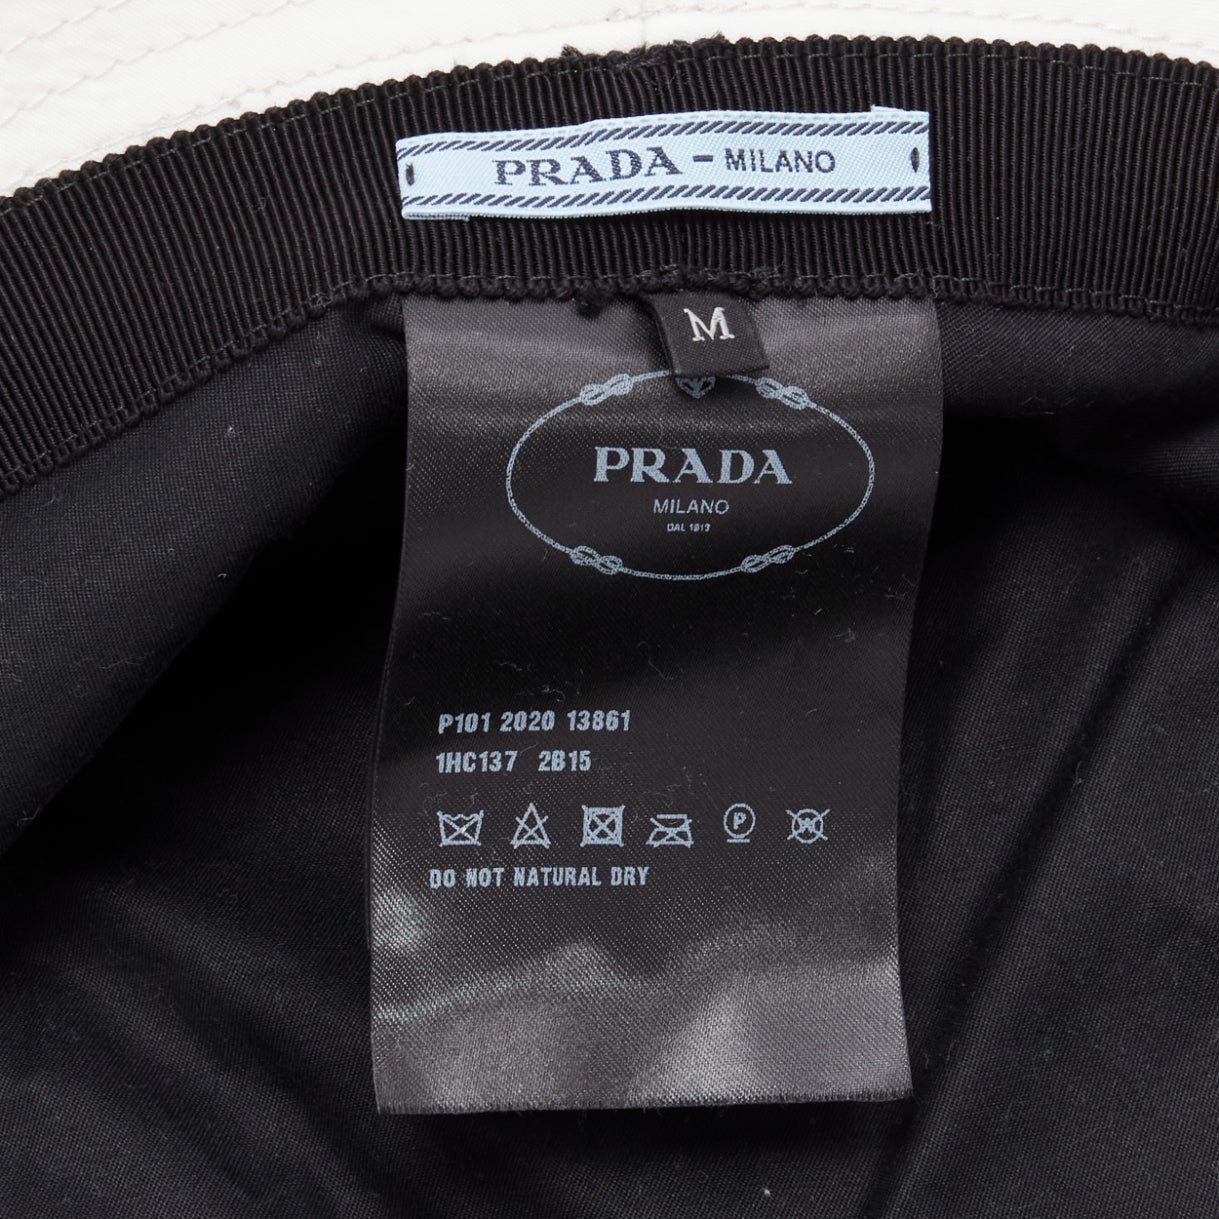 PRADA - MILANO
M
PRADA
MILANO
DAL 1913
P101 2020 13861
1HC137 2B15
P
W
DO NOT NATURAL DRY